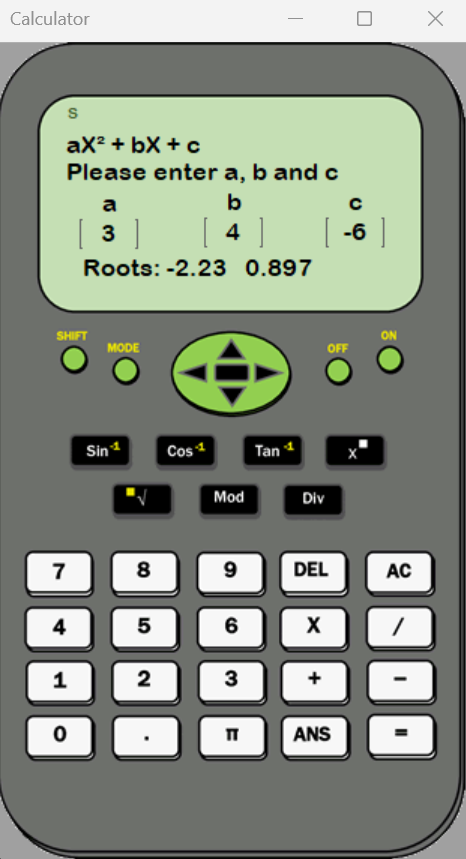 Calculator
S
aX² + bX + c
Please enter a, b and c
a b c
[ 3 ] [ 4 ] [ -6 ]
Roots: -2.23 0.897
SHIFT MODE OFF ON
Sin⁻¹ Cos⁻¹ Tan⁻¹ x▪
▪√ Mod Div
7 8 9 DEL AC
4 5 6 X /
1 2 3 + −
0 . π ANS =